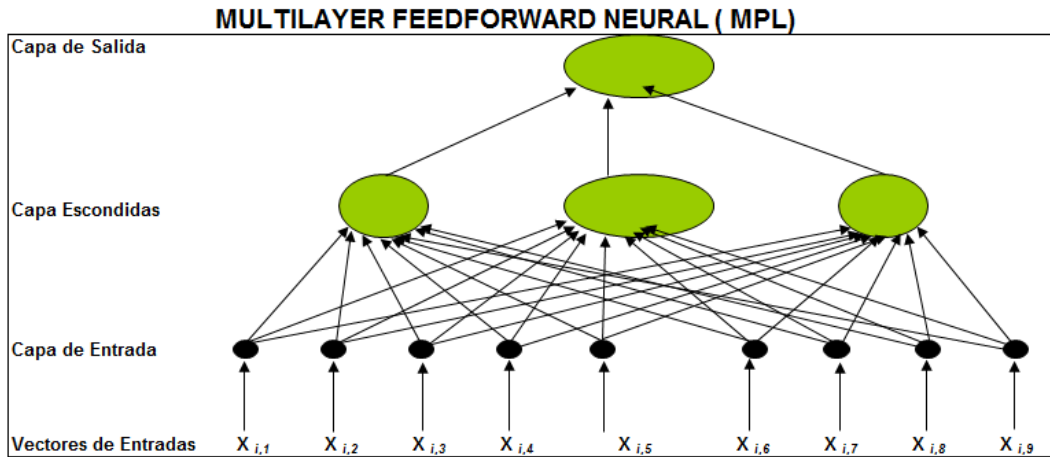 MULTILAYER FEEDFORWARD NEURAL ( MPL)
Capa de Salida
Capa Escondidas
Capa de Entrada
Vectores de Entradas X i,1 X i,2 X i,3 X i,4 X i,5 X i,6 X i,7 X i,8 X i,9